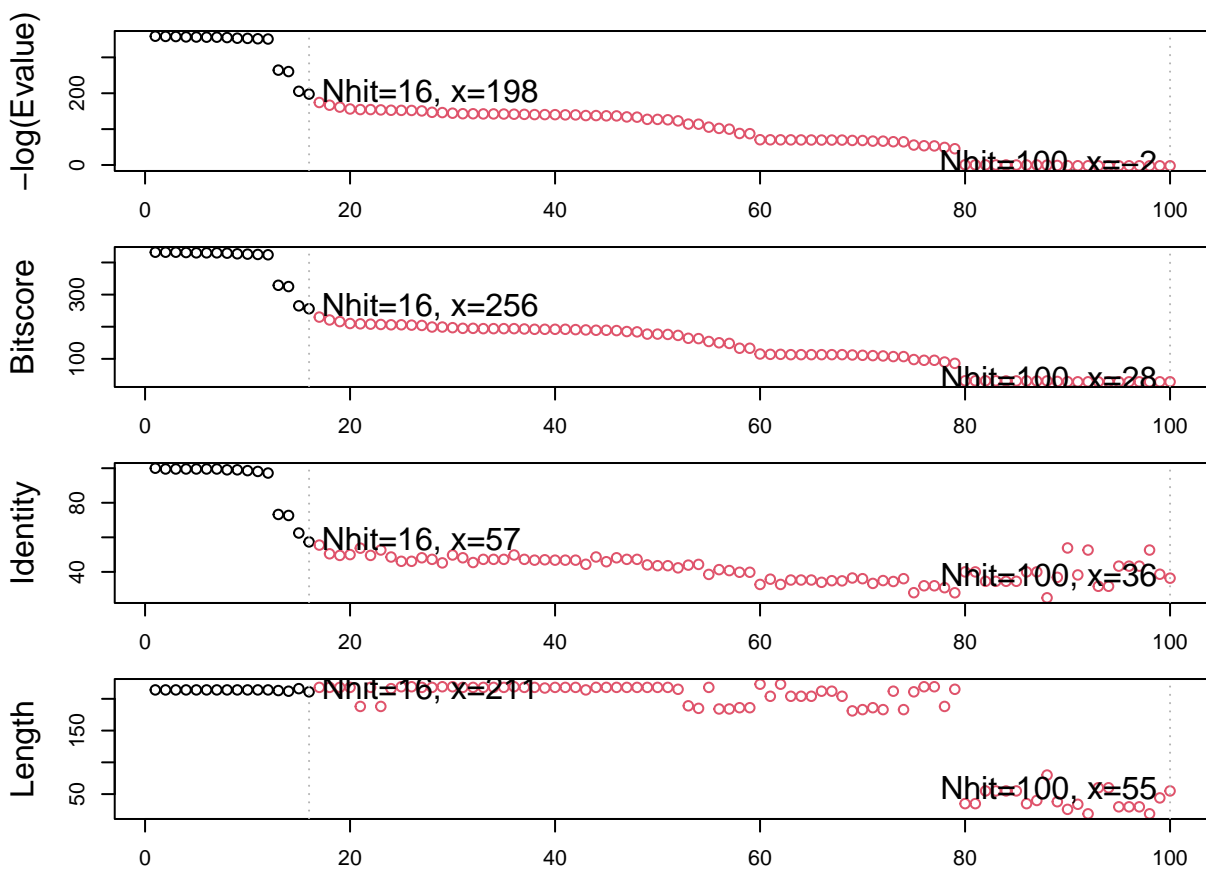 −log(Evalue)
0 200
Nhit=16, x=198
Nhit=100, x=−2
0 20 40 60 80 100
Bitscore
100 300
Nhit=16, x=256
Nhit=100, x=28
0 20 40 60 80 100
Identity
40 80
Nhit=16, x=57
Nhit=100, x=36
0 20 40 60 80 100
Length
50 150
Nhit=16, x=211
Nhit=100, x=55
0 20 40 60 80 100